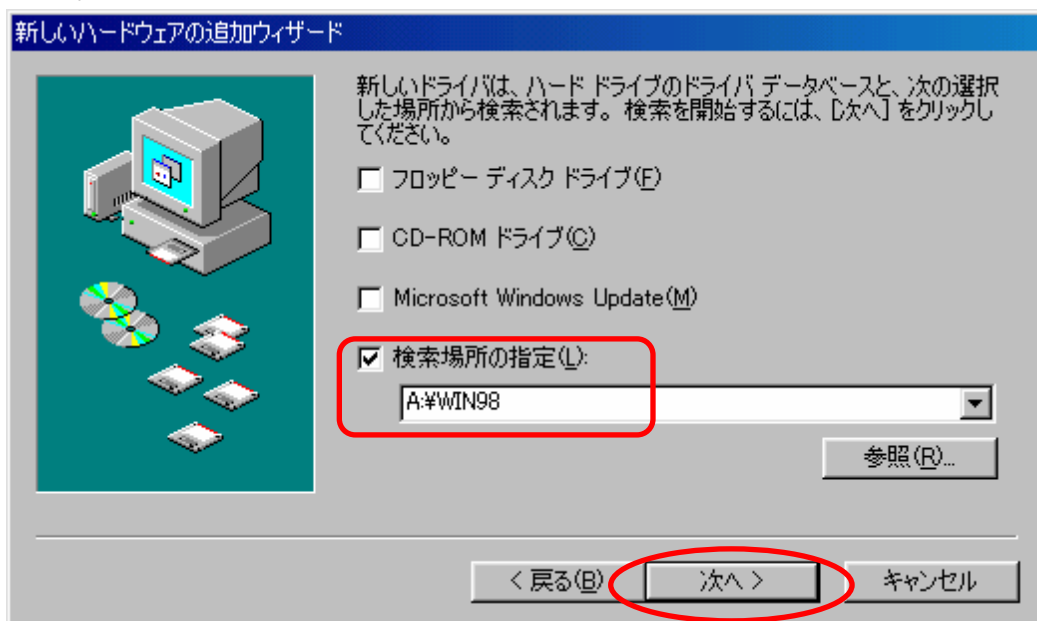 新しいハードウェアの追加ウィザード
新しいドライバは、ハード ドライブのドライバ データベースと、次の選択
した場所から検索されます。検索を開始するには、[次へ] をクリックし
てください。
フロッピー ディスク ドライブ(F)
CD-ROM ドライブ(C)
Microsoft Windows Update(M)
検索場所の指定(L):
A:¥WIN98
参照(R)...
< 戻る(B)
次へ >
キャンセル